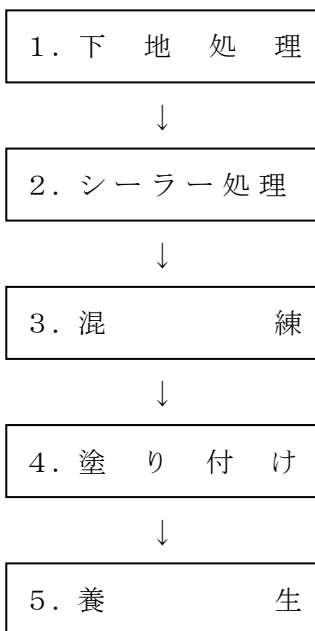 1．下地処理
↓
2．シーラー処理
↓
3．混練
↓
4．塗り付け
↓
5．養生